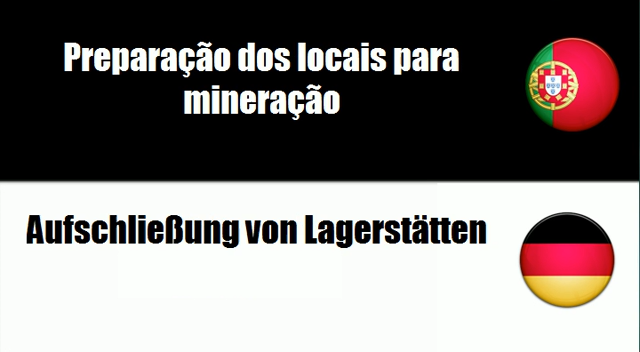 Preparação dos locais para
mineração
Aufschließung von Lagerstätten